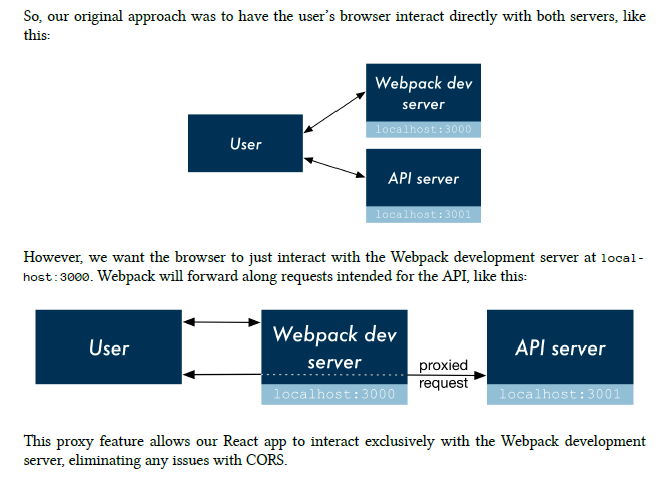 So, our original approach was to have the user's browser interact directly with both servers, like
this:
Webpack dev
server
localhost:3000
User
API server
localhost:3001
However, we want the browser to just interact with the Webpack development server at local-
host:3000. Webpack will forward along requests intended for the API, like this:
User
Webpack dev
server
localhost:3000
proxied
request
API server
localhost:3001
This proxy feature allows our React app to interact exclusively with the Webpack development
server, eliminating any issues with CORS.